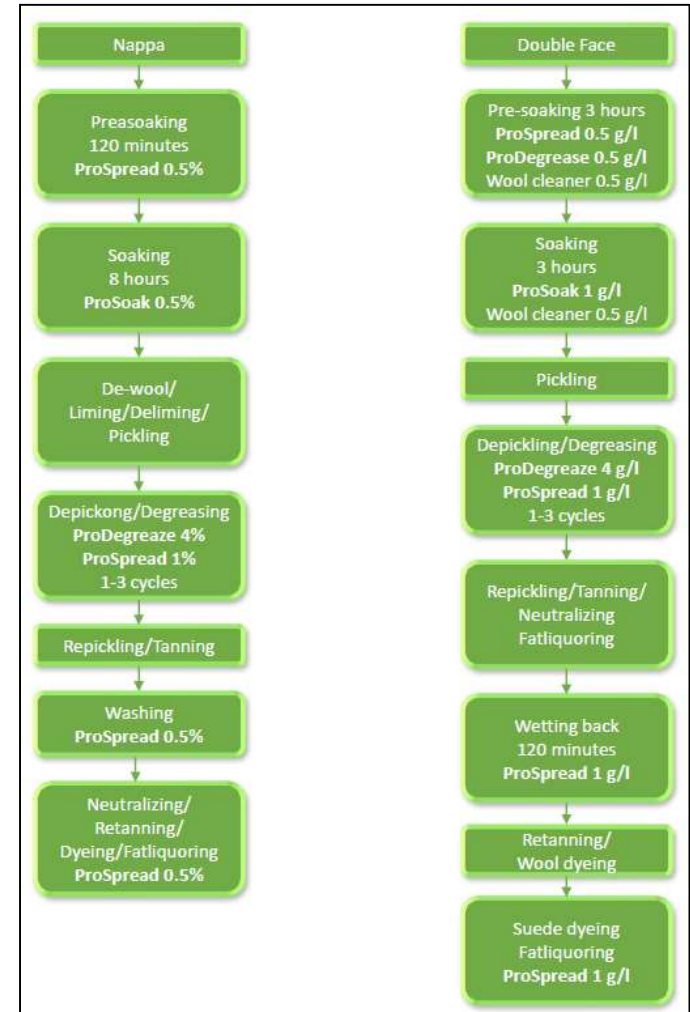 Nappa
Preasoaking
120 minutes
ProSpread 0.5%
Soaking
8 hours
ProSoak 0.5%
De-wool/
Liming/Deliming/
Pickling
Depickong/Degreasing
ProDegreaze 4%
ProSpread 1%
1-3 cycles
Repickling/Tanning
Washing
ProSpread 0.5%
Neutralizing/
Retanning/
Dyeing/Fatliquoring
ProSpread 0.5%
Double Face
Pre-soaking 3 hours
ProSpread 0.5 g/l
ProDegrease 0.5 g/l
Wool cleaner 0.5 g/l
Soaking
3 hours
ProSoak 1 g/l
Wool cleaner 0.5 g/l
Pickling
Depickling/Degreasing
ProDegreaze 4 g/l
ProSpread 1 g/l
1-3 cycles
Repickling/Tanning/
Neutralizing
Fatliquoring
Wetting back
120 minutes
ProSpread 1 g/l
Retanning/
Wool dyeing
Suede dyeing
Fatliquoring
ProSpread 1 g/l